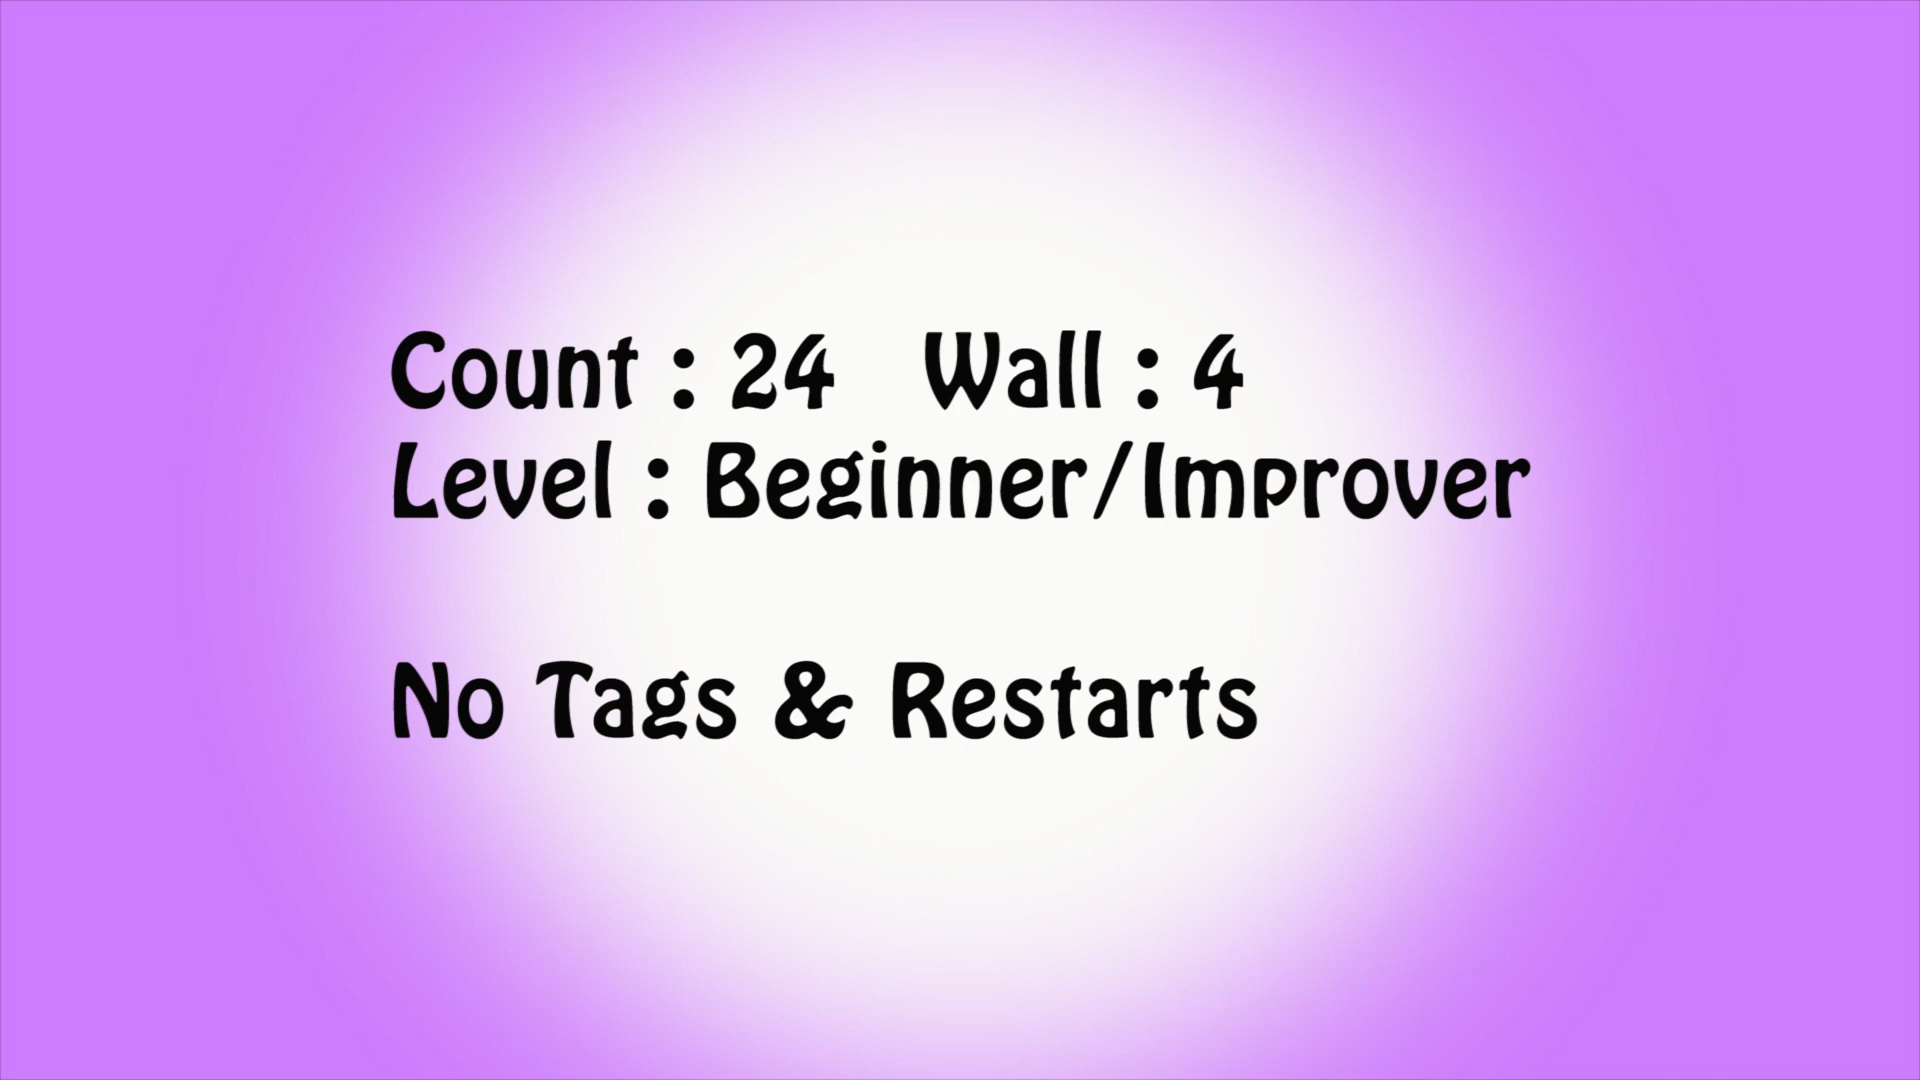 Count : 24 Wall : 4
Level : Beginner/Improver
No Tags & Restarts